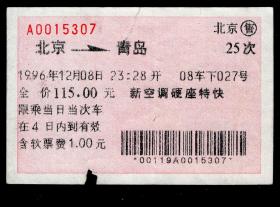 A0015307 北京(售)
北京 → 青岛 25次
1996年12月08日 23:28开 08车下027号
全价115.00元 新空调硬座特快
限乘当日当次车
在4日内到有效
含软票费1.00元
*00119A0015307*